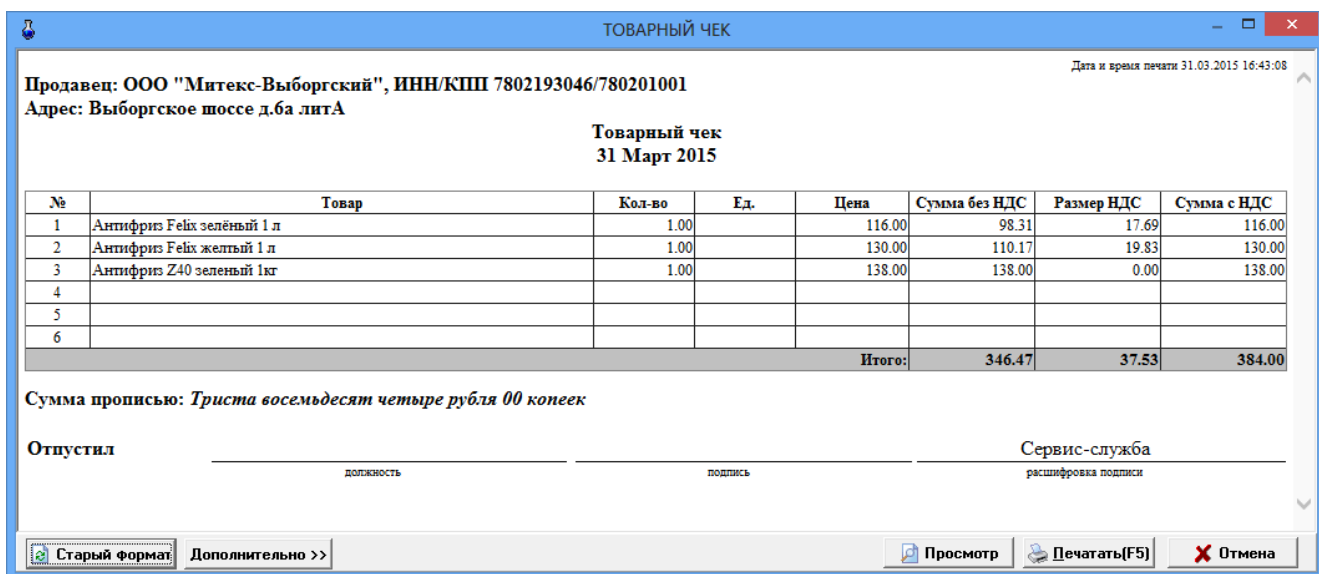 ТОВАРНЫЙ ЧЕК
Дата и время печати 31.03.2015 16:43:08
Продавец: ООО "Митекс-Выборгский", ИНН/КПП 7802193046/780201001
Адрес: Выборгское шоссе д.6а литА
Товарный чек
31 Март 2015
№ Товар Кол-во Ед. Цена Сумма без НДС Размер НДС Сумма с НДС
1 Антифриз Felix зелёный 1 л 1.00 116.00 98.31 17.69 116.00
2 Антифриз Felix желтый 1 л 1.00 130.00 110.17 19.83 130.00
3 Антифриз Z40 зеленый 1кг 1.00 138.00 138.00 0.00 138.00
4
5
6
Итого: 346.47 37.53 384.00
Сумма прописью: Триста восемьдесят четыре рубля 00 копеек
Отпустил Сервис-служба
должность подпись расшифровка подписи
Старый формат Дополнительно >> Просмотр Печатать(F5) Отмена